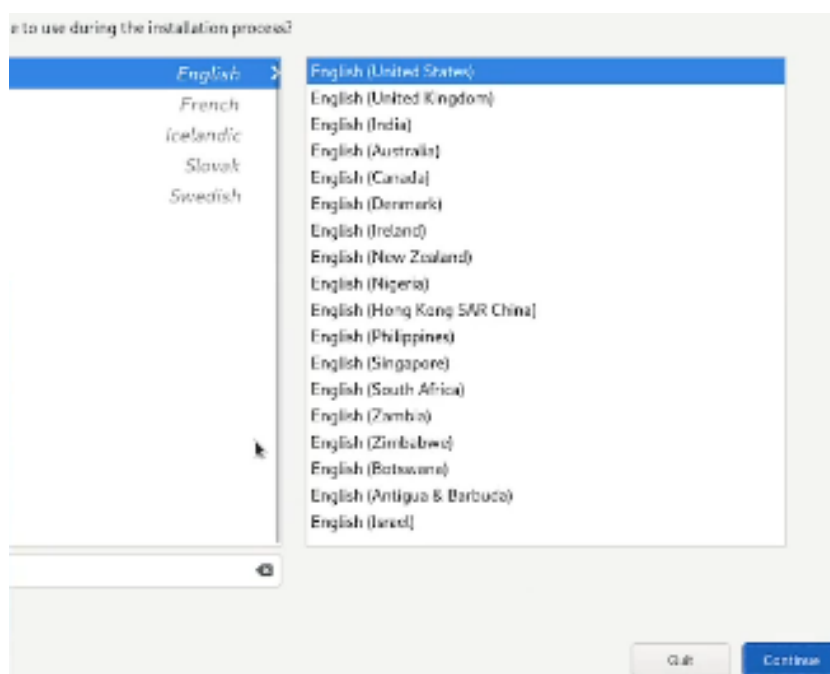 e to use during the installation process?
English
French
Icelandic
Slovak
Swedish
English (United States)
English (United Kingdom)
English (India)
English (Australia)
English (Canada)
English (Denmark)
English (Ireland)
English (New Zealand)
English (Nigeria)
English (Hong Kong SAR China)
English (Philippines)
English (Singapore)
English (South Africa)
English (Zambia)
English (Zimbabwe)
English (Botswana)
English (Antigua & Barbuda)
English (Israel)
Quit
Continue